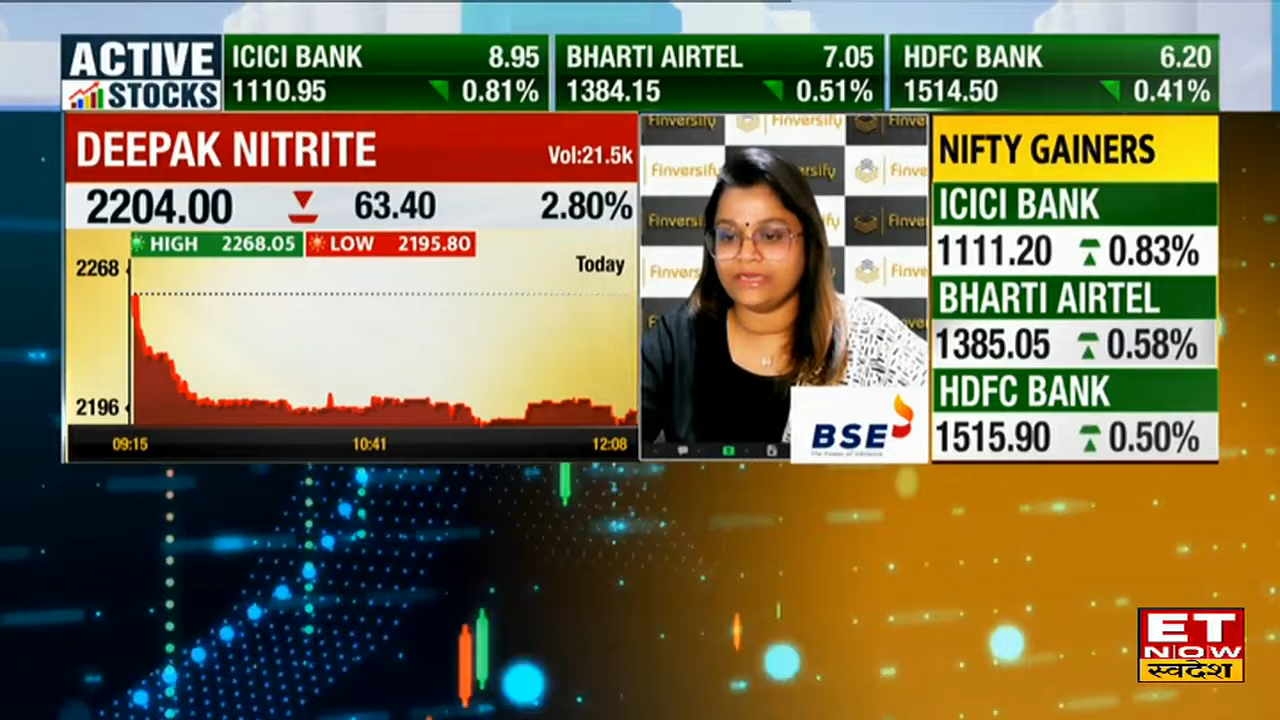 ACTIVE
STOCKS
ICICI BANK 8.95
1110.95 0.81%
BHARTI AIRTEL 7.05
1384.15 0.51%
HDFC BANK 6.20
1514.50 0.41%
DEEPAK NITRITE Vol:21.5k
2204.00 63.40 2.80%
HIGH 2268.05 LOW 2195.80
Today
2268
2196
09:15 10:41 12:08
Finversify Finversify
Finversify
Finversify
BSE
NIFTY GAINERS
ICICI BANK
1111.20 0.83%
BHARTI AIRTEL
1385.05 0.58%
HDFC BANK
1515.90 0.50%
ET
NOW
स्वदेश